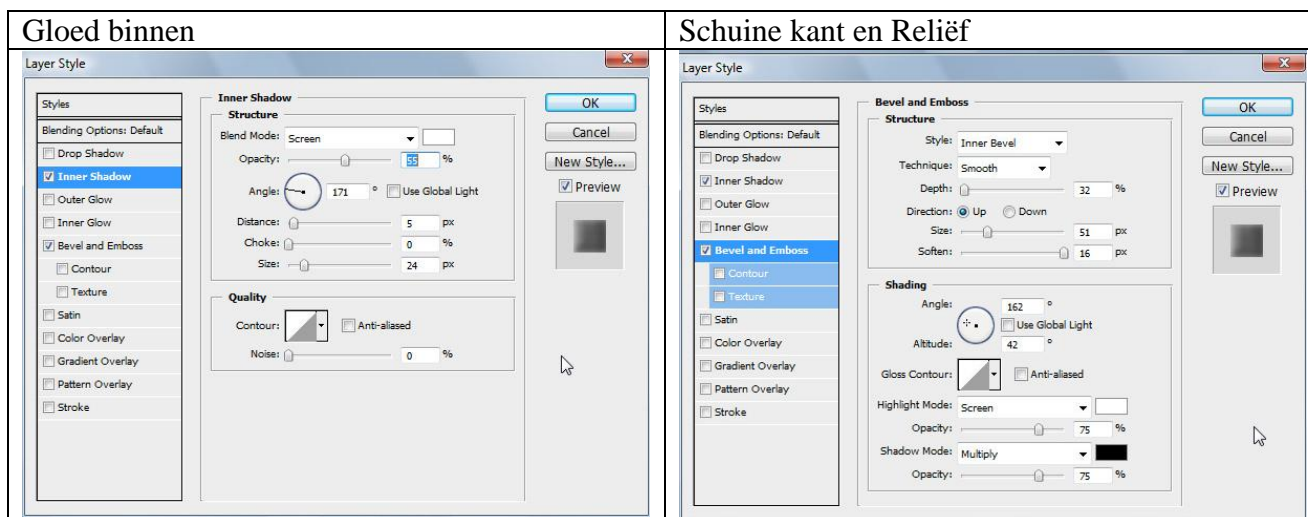 Gloed binnen
Layer Style
Styles
Blending Options: Default
Drop Shadow
Inner Shadow
Outer Glow
Inner Glow
Bevel and Emboss
Contour
Texture
Satin
Color Overlay
Gradient Overlay
Pattern Overlay
Stroke
Inner Shadow
Structure
Blend Mode: Screen
Opacity: 55 %
Angle: 171 ° Use Global Light
Distance: 5 px
Choke: 0 %
Size: 24 px
Quality
Contour: Anti-aliased
Noise: 0 %
OK
Cancel
New Style...
Preview
Schuine kant en Reliëf
Layer Style
Styles
Blending Options: Default
Drop Shadow
Inner Shadow
Outer Glow
Inner Glow
Bevel and Emboss
Contour
Texture
Satin
Color Overlay
Gradient Overlay
Pattern Overlay
Stroke
Bevel and Emboss
Structure
Style: Inner Bevel
Technique: Smooth
Depth: 32 %
Direction: Up Down
Size: 51 px
Soften: 16 px
Shading
Angle: 162 °
Use Global Light
Altitude: 42 °
Gloss Contour: Anti-aliased
Highlight Mode: Screen
Opacity: 75 %
Shadow Mode: Multiply
Opacity: 75 %
OK
Cancel
New Style...
Preview